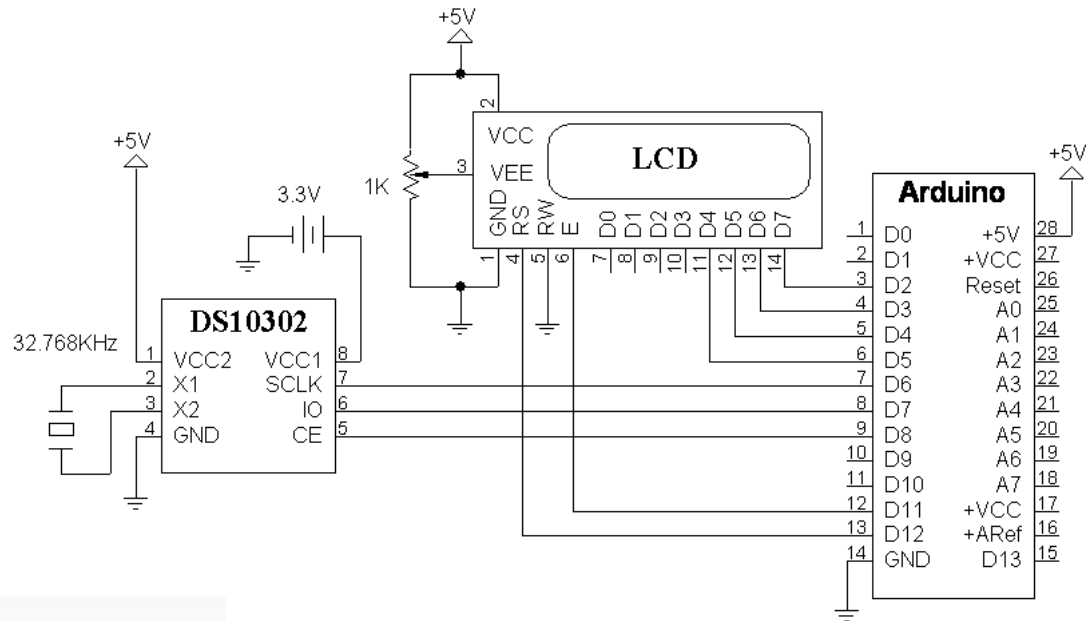 +5V
+5V
3.3V
32.768KHz
DS10302
1 VCC2 VCC1 8
2 X1 SCLK 7
3 X2 IO 6
4 GND CE 5
1K
2
VCC
3 VEE
LCD
GND RS RW E D0 D1 D2 D3 D4 D5 D6 D7
1 4 5 6 7 8 9 10 11 12 13 14
+5V
Arduino
1 D0 +5V 28
2 D1 +VCC 27
3 D2 Reset 26
4 D3 A0 25
5 D4 A1 24
6 D5 A2 23
7 D6 A3 22
8 D7 A4 21
9 D8 A5 20
10 D9 A6 19
11 D10 A7 18
12 D11 +VCC 17
13 D12 +ARef 16
14 GND D13 15